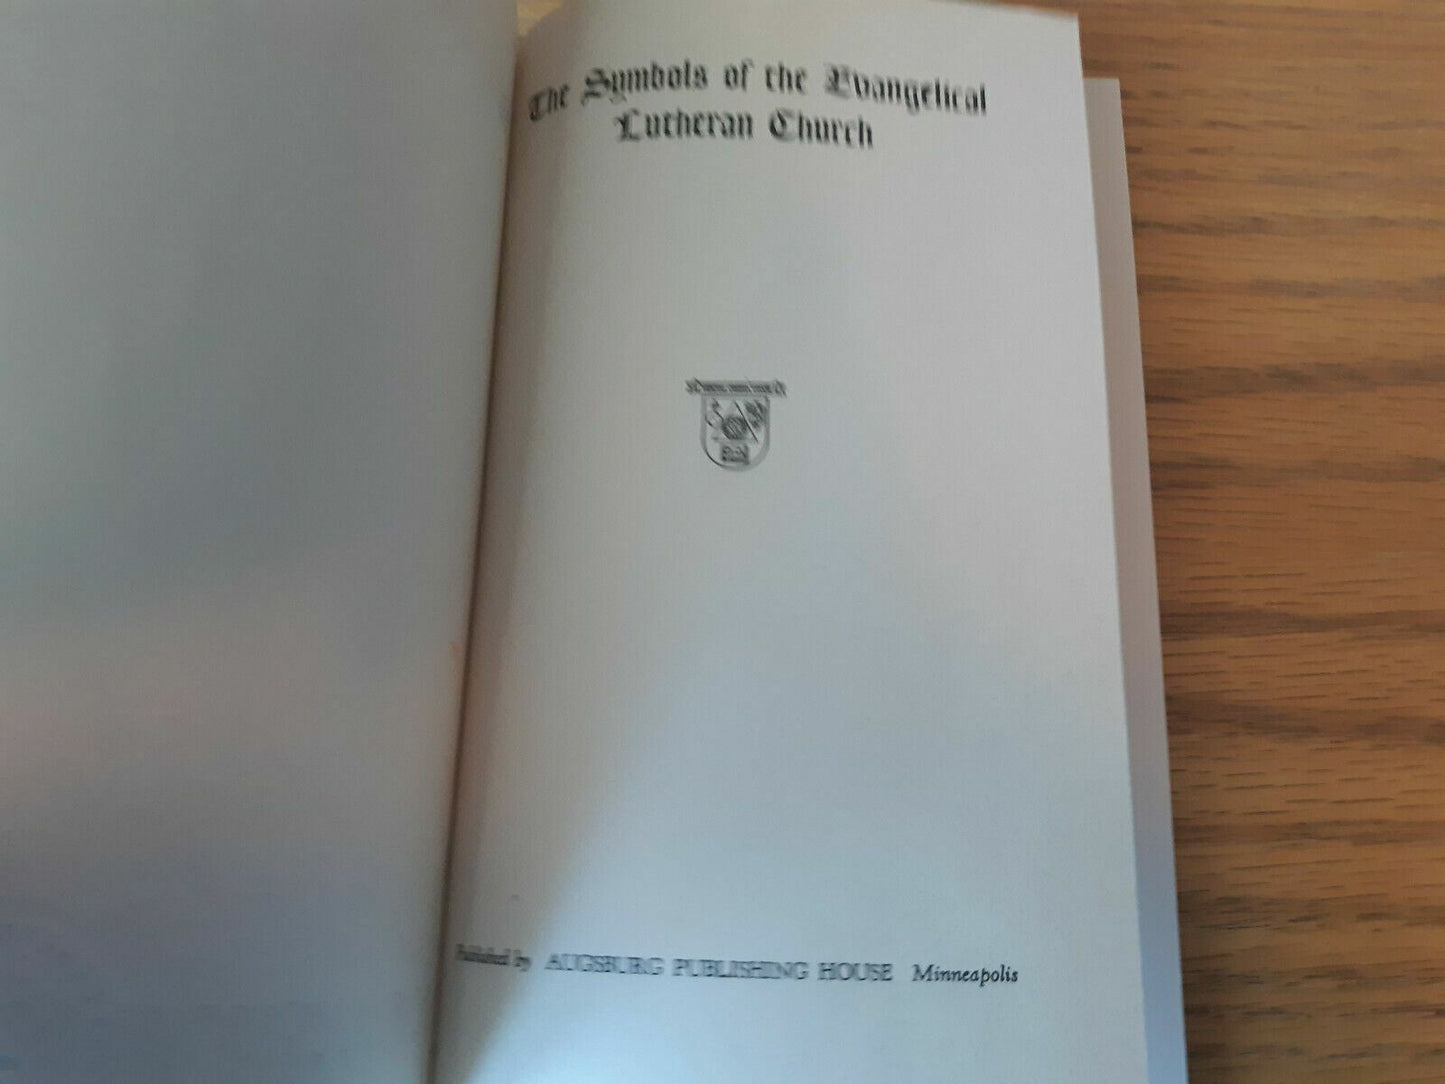 The Symbols of the Evangelical
Lutheran Church
Published by AUGSBURG PUBLISHING HOUSE Minneapolis